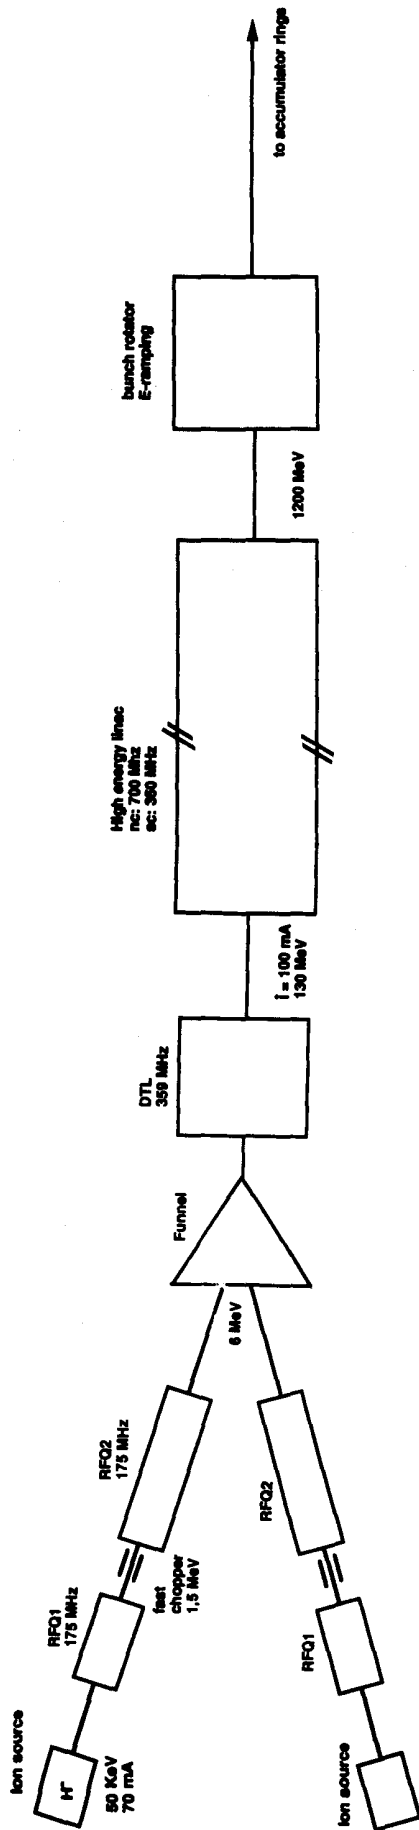 Ion source
H⁻
50 KeV
70 mA
RFQ1
175 MHz
fast
chopper
1,5 MeV
RFQ2
175 MHz
Ion source
RFQ1
RFQ2
6 MeV
Funnel
DTL
359 MHz
Î = 100 mA
130 MeV
High energy linac
nc: 700 Mhz
sc: 360 MHz
1200 MeV
bunch rotator
E-ramping
to accumulator rings